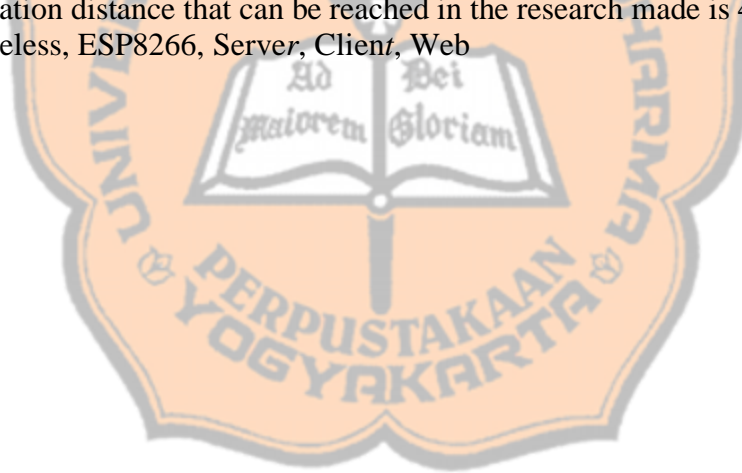 ation distance that can be reached in the research made is 4
eless, ESP8266, Server, Client, Web
Ad Dei
maiorem Gloriam
PERPUSTAKAAN
YOGYAKARTA